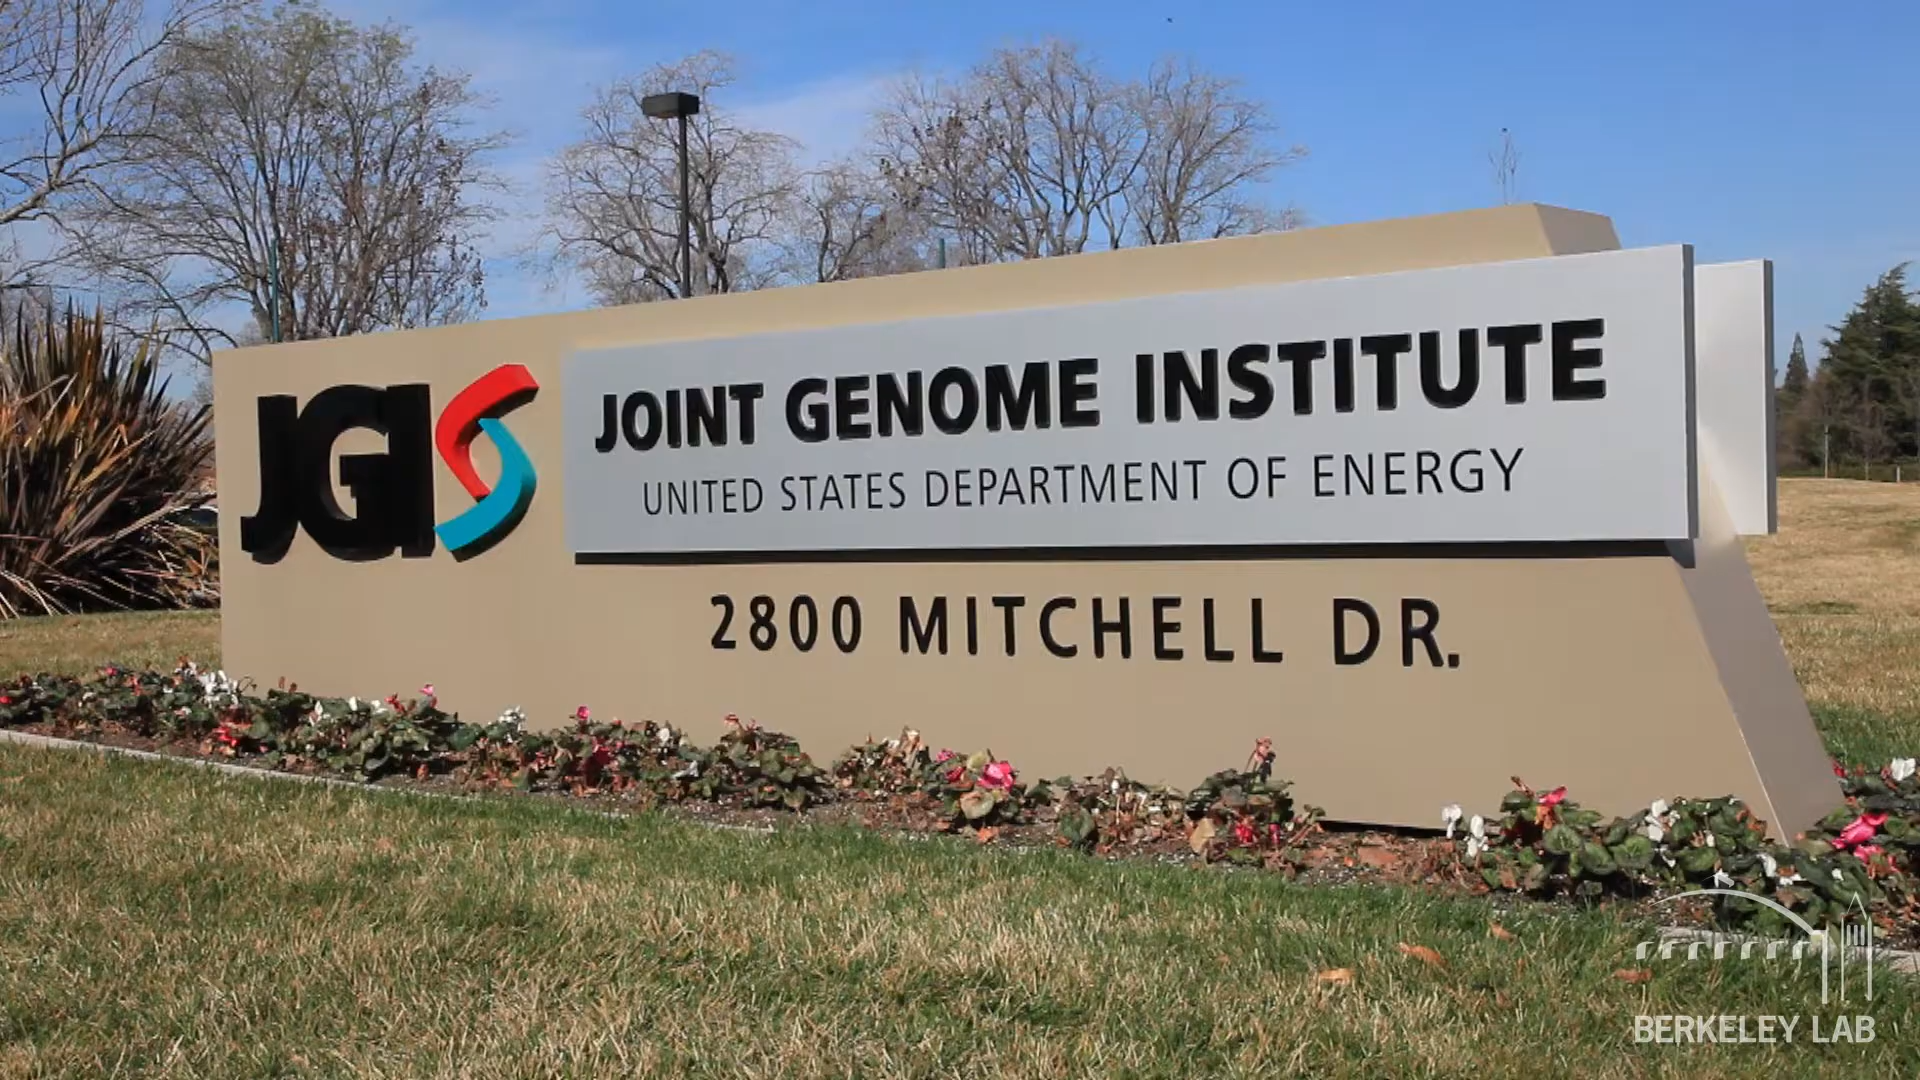 JGI
JOINT GENOME INSTITUTE
UNITED STATES DEPARTMENT OF ENERGY
2800 MITCHELL DR.
BERKELEY LAB